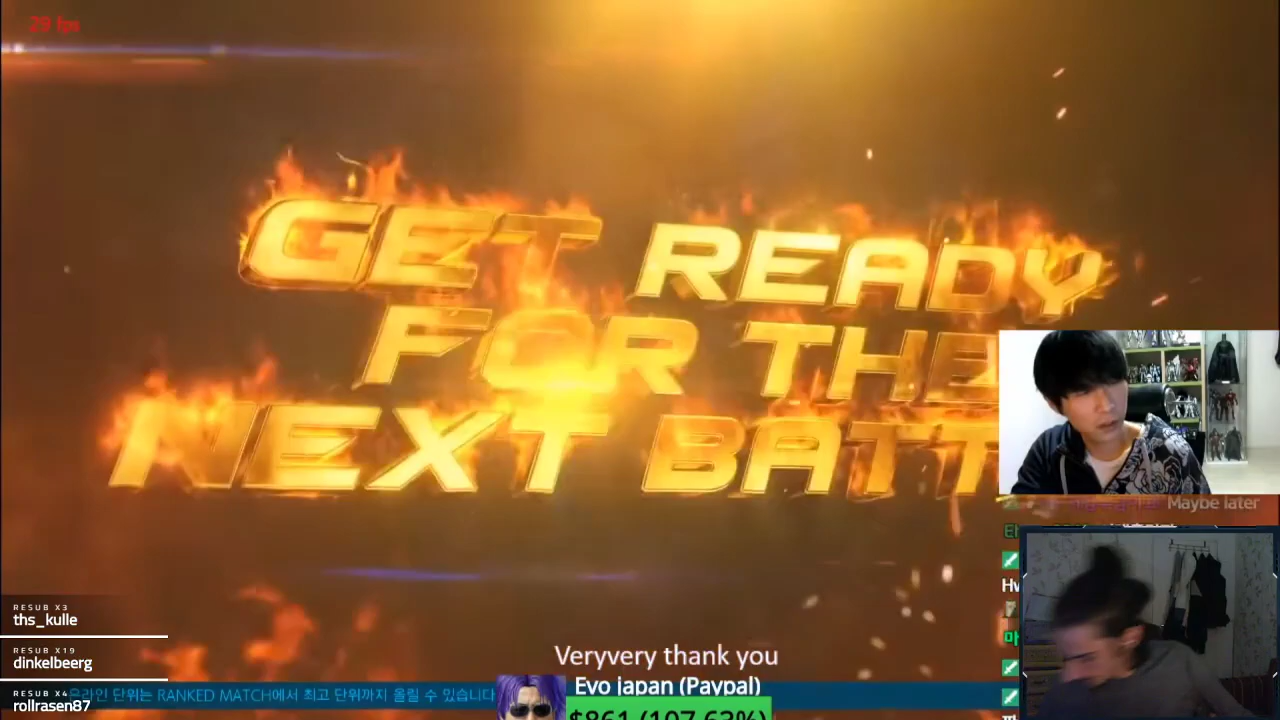 29 fps
GET READY
FOR THE
NEXT BATT
Maybe later
RESUB X3
ths_kulle
RESUB X19
dinkelbeerg
RESUB X4
rollrasen87
온라인 단위는 RANKED MATCH에서 최고 단위까지 올릴 수 있습니다
Veryvery thank you
Evo japan (Paypal)
$861 (107.63%)